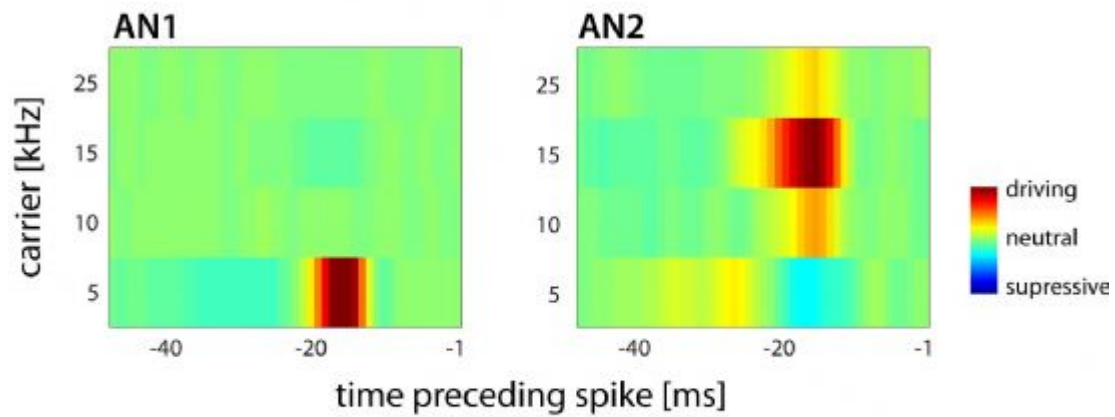 AN1
AN2
carrier [kHz]
25
15
10
5
-40
-20
-1
25
15
10
5
-40
-20
-1
driving
neutral
supressive
time preceding spike [ms]